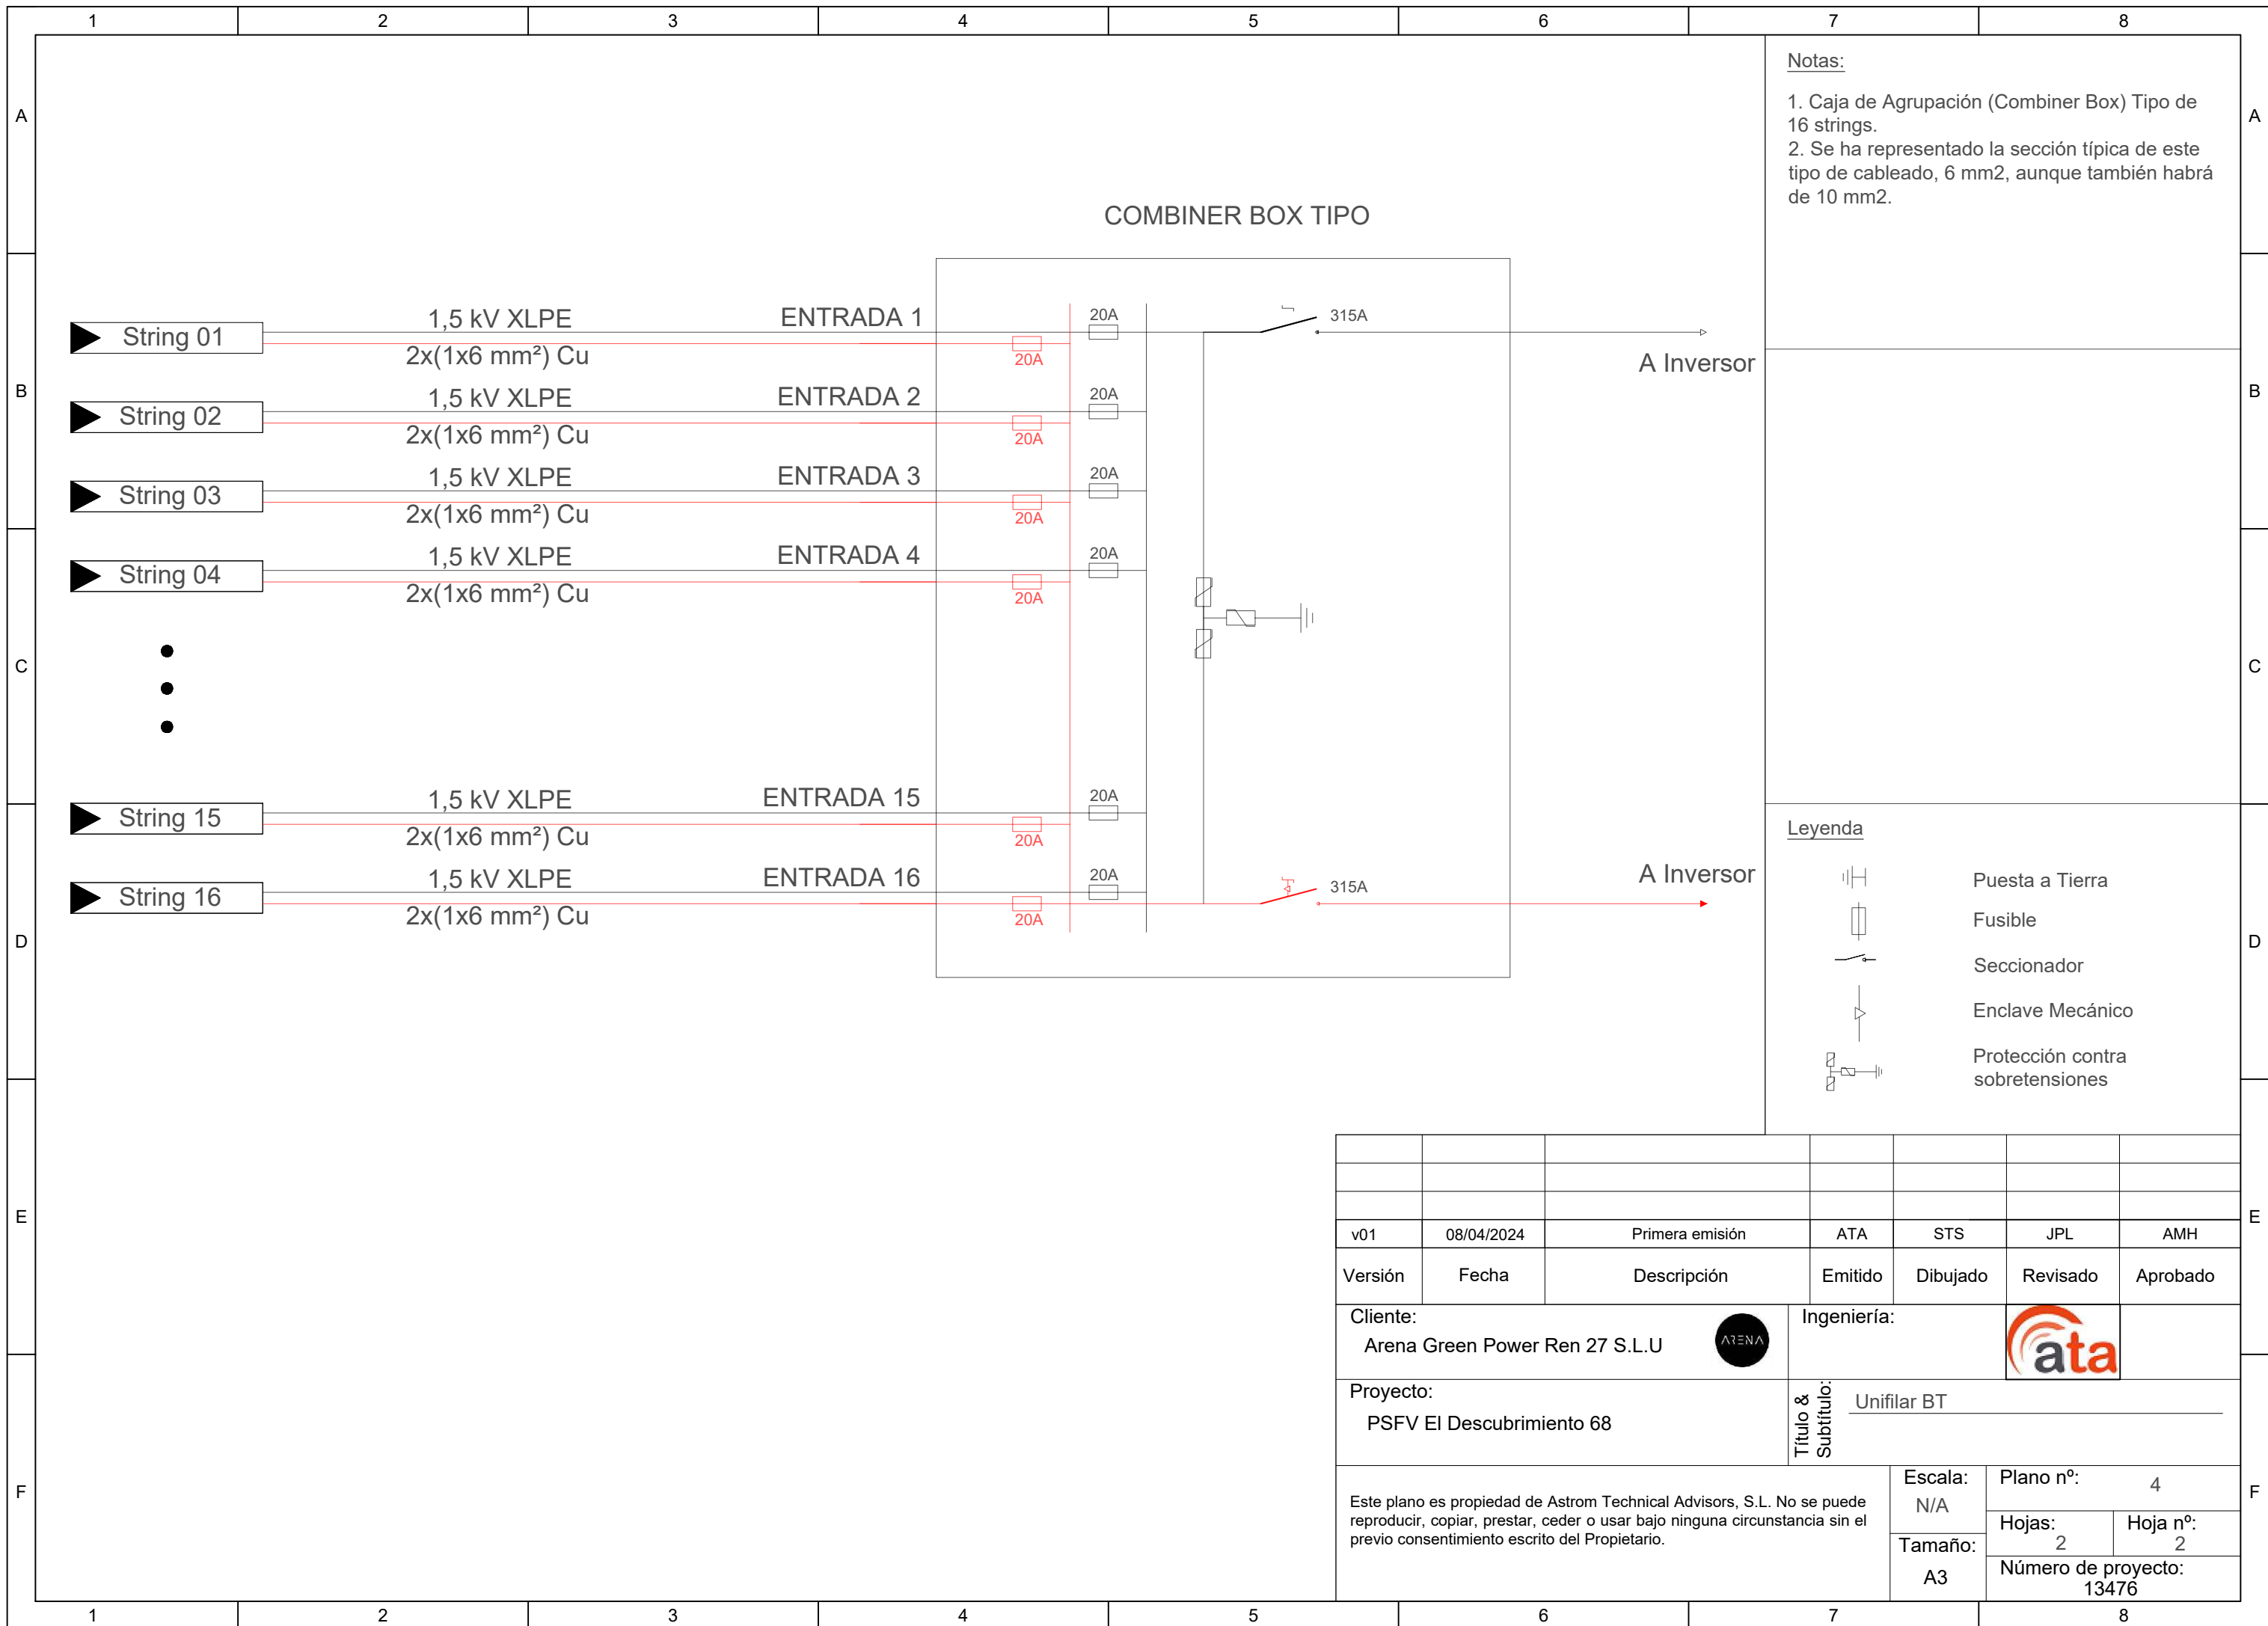 1 2 3 4 5 6 7 8
A
B
C
D
E
F
A
B
C
D
E
F
Notas:
1. Caja de Agrupación (Combiner Box) Tipo de
16 strings.
2. Se ha representado la sección típica de este
tipo de cableado, 6 mm2, aunque también habrá
de 10 mm2.
COMBINER BOX TIPO
String 01
1,5 kV XLPE
2x(1x6 mm²) Cu
ENTRADA 1
20A
20A
315A
A Inversor
String 02
1,5 kV XLPE
2x(1x6 mm²) Cu
ENTRADA 2
20A
20A
String 03
1,5 kV XLPE
2x(1x6 mm²) Cu
ENTRADA 3
20A
20A
String 04
1,5 kV XLPE
2x(1x6 mm²) Cu
ENTRADA 4
20A
20A
String 15
1,5 kV XLPE
2x(1x6 mm²) Cu
ENTRADA 15
20A
20A
String 16
1,5 kV XLPE
2x(1x6 mm²) Cu
ENTRADA 16
20A
20A
315A
A Inversor
Leyenda
Puesta a Tierra
Fusible
Seccionador
Enclave Mecánico
Protección contra
sobretensiones
v01 08/04/2024 Primera emisión ATA STS JPL AMH
Versión Fecha Descripción Emitido Dibujado Revisado Aprobado
Cliente:
Arena Green Power Ren 27 S.L.U
ARENA
Ingeniería:
ata
Proyecto:
PSFV El Descubrimiento 68
Título &
Subtítulo:
Unifilar BT
Este plano es propiedad de Astrom Technical Advisors, S.L. No se puede
reproducir, copiar, prestar, ceder o usar bajo ninguna circunstancia sin el
previo consentimiento escrito del Propietario.
Escala:
N/A
Tamaño:
A3
Plano nº:
4
Hojas:
2
Hoja nº:
2
Número de proyecto:
13476
1 2 3 4 5 6 7 8